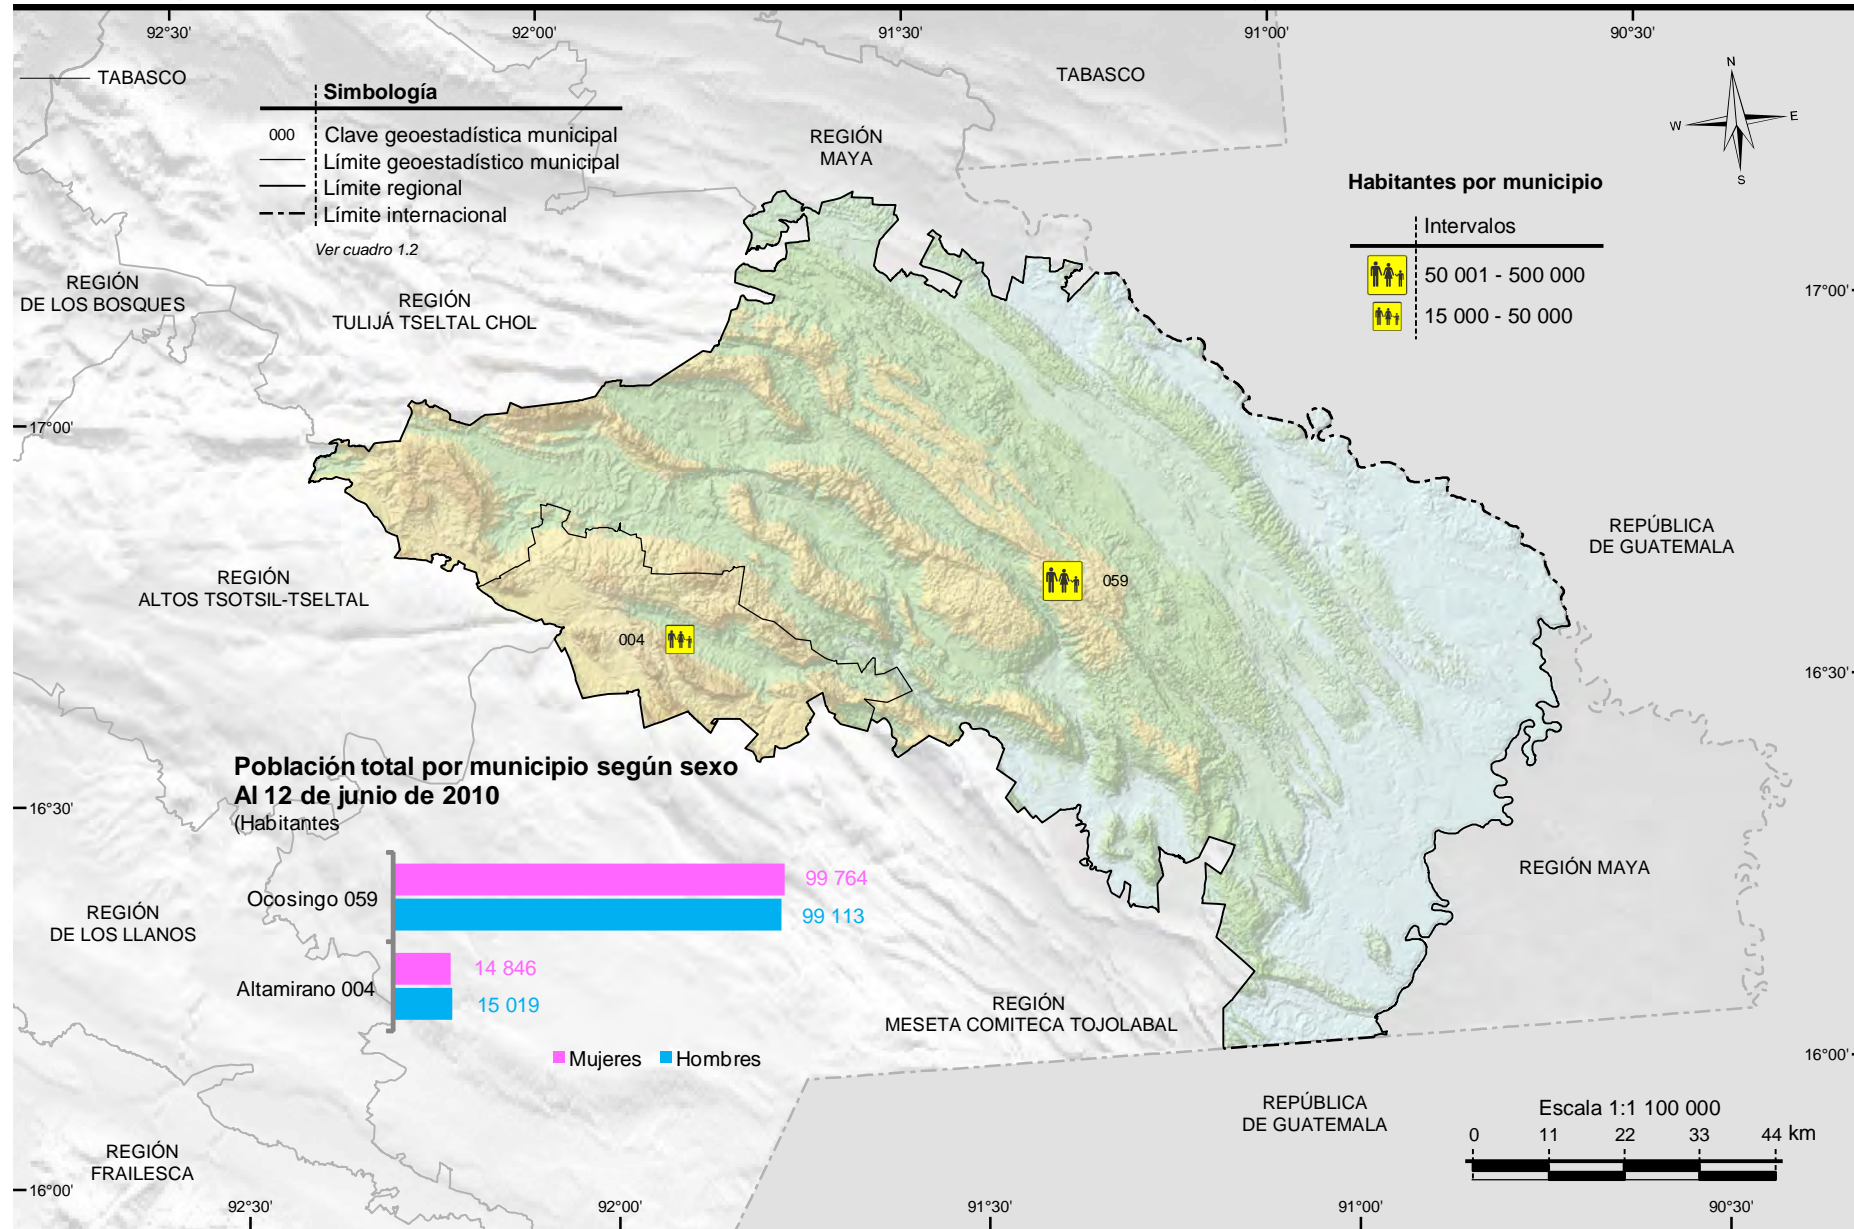 92°30'
92°00'
91°30'
91°00'
90°30'
TABASCO
TABASCO
Simbología
000 Clave geoestadística municipal
Límite geoestadístico municipal
Límite regional
Límite internacional
Ver cuadro 1.2
REGIÓN
MAYA
N
W
E
S
Habitantes por municipio
Intervalos
50 001 - 500 000
15 000 - 50 000
REGIÓN
DE LOS BOSQUES
REGIÓN
TULIJÁ TSELTAL CHOL
17°00'
17°00'
REPÚBLICA
DE GUATEMALA
REGIÓN
ALTOS TSOTSIL-TSELTAL
059
004
16°30'
Población total por municipio según sexo
Al 12 de junio de 2010
(Habitantes
16°30'
Ocosingo 059
99 764
99 113
Altamirano 004
14 846
15 019
Mujeres
Hombres
REGIÓN
DE LOS LLANOS
REGIÓN MAYA
REGIÓN
MESETA COMITECA TOJOLABAL
16°00'
REPÚBLICA
DE GUATEMALA
Escala 1:1 100 000
0 11 22 33 44 km
REGIÓN
FRAILESCA
16°00'
92°30'
92°00'
91°30'
91°00'
90°30'